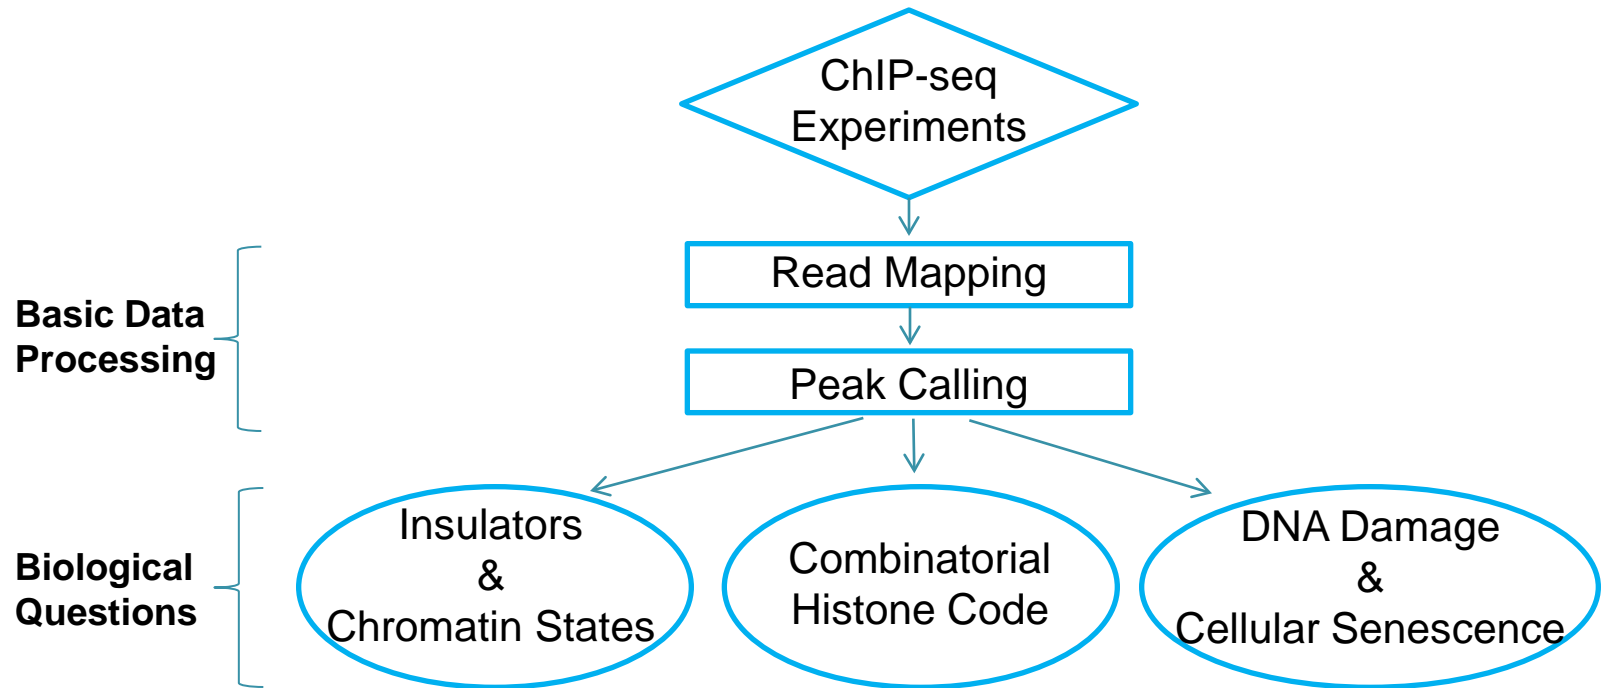 ChIP-seq
Experiments
Read Mapping
Basic Data
Processing
Peak Calling
Insulators
&
Chromatin States
Combinatorial
Histone Code
DNA Damage
&
Cellular Senescence
Biological
Questions